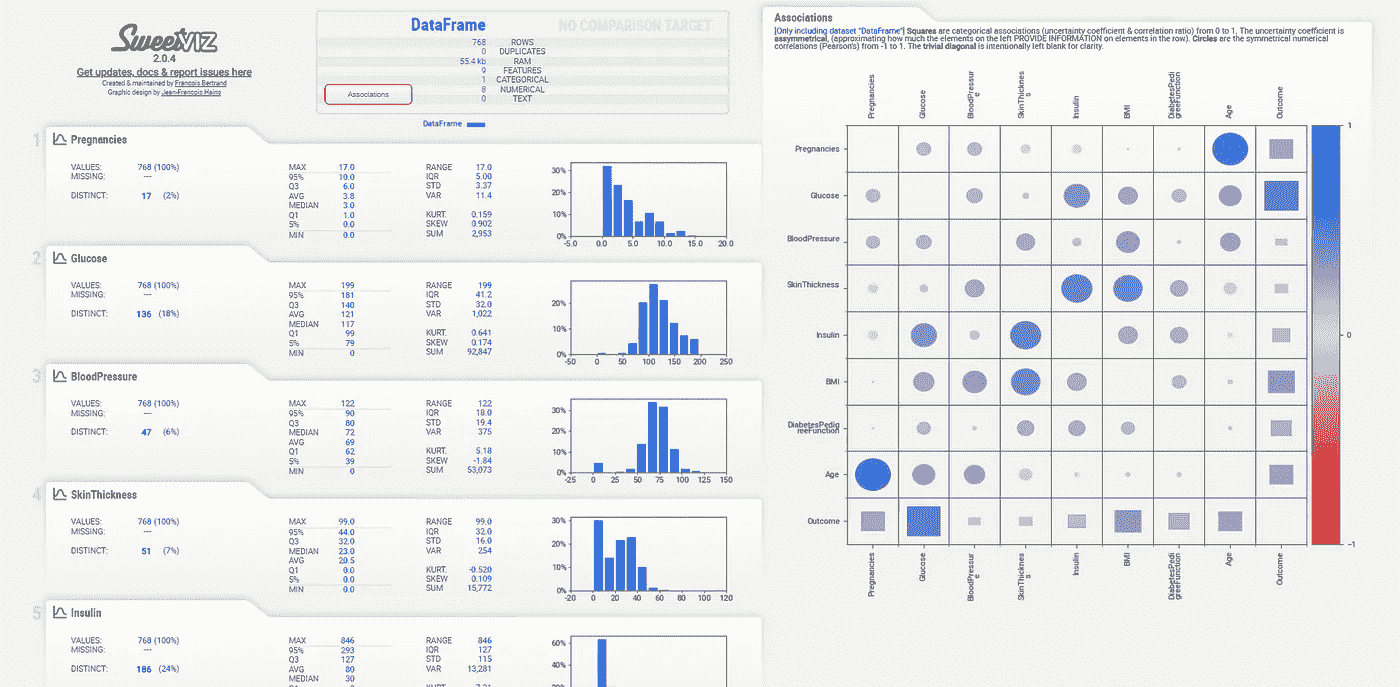 SweetVIZ
2.0.4
Get updates, docs & report issues here
Created & maintained by Francois Bertrand
Graphic design by Jean-Francois Hains
DataFrame
NO COMPARISON TARGET
768 ROWS
0 DUPLICATES
55.4 kb RAM
9 FEATURES
1 CATEGORICAL
8 NUMERICAL
0 TEXT
Associations
DataFrame
1 Pregnancies
VALUES: 768 (100%)
MISSING: ---
DISTINCT: 17 (2%)
MAX 17.0
95% 10.0
Q3 6.0
AVG 3.8
MEDIAN 3.0
Q1 1.0
5% 0.0
MIN 0.0
RANGE 17.0
IQR 5.00
STD 3.37
VAR 11.4
KURT. 0.159
SKEW 0.902
SUM 2,953
30%
20%
10%
0%
-5.0 0.0 5.0 10.0 15.0 20.0
2 Glucose
VALUES: 768 (100%)
MISSING: ---
DISTINCT: 136 (18%)
MAX 199
95% 181
Q3 140
AVG 121
MEDIAN 117
Q1 99
5% 79
MIN 0
RANGE 199
IQR 41.2
STD 32.0
VAR 1,022
KURT. 0.641
SKEW 0.174
SUM 92,847
20%
10%
0%
-50 0 50 100 150 200 250
3 BloodPressure
VALUES: 768 (100%)
MISSING: ---
DISTINCT: 47 (6%)
MAX 122
95% 90
Q3 80
MEDIAN 72
AVG 69
Q1 62
5% 39
MIN 0
RANGE 122
IQR 18.0
STD 19.4
VAR 375
KURT. 5.18
SKEW -1.84
SUM 53,073
30%
20%
10%
0%
-25 0 25 50 75 100 125 150
4 SkinThickness
VALUES: 768 (100%)
MISSING: ---
DISTINCT: 51 (7%)
MAX 99.0
95% 44.0
Q3 32.0
MEDIAN 23.0
AVG 20.5
Q1 0.0
5% 0.0
MIN 0.0
RANGE 99.0
IQR 32.0
STD 16.0
VAR 254
KURT. -0.520
SKEW 0.109
SUM 15,772
30%
20%
10%
0%
-20 0 20 40 60 80 100 120
5 Insulin
VALUES: 768 (100%)
MISSING: ---
DISTINCT: 186 (24%)
MAX 846
95% 293
Q3 127
AVG 80
MEDIAN 30
RANGE 846
IQR 127
STD 115
VAR 13,281
60%
40%
20%
Associations
[Only including dataset "DataFrame"] Squares are categorical associations (uncertainty coefficient & correlation ratio) from 0 to 1. The uncertainty coefficient is
assymmetrical, (approximating how much the elements on the left PROVIDE INFORMATION on elements in the row). Circles are the symmetrical numerical
correlations (Pearson's) from -1 to 1. The trivial diagonal is intentionally left blank for clarity.
Pregnancies
Glucose
BloodPressur
e
SkinThicknes
s
Insulin
BMI
DiabetesPedi
greeFunction
Age
Outcome
Pregnancies
Glucose
BloodPressure
SkinThickness
Insulin
BMI
DiabetesPedig
reeFunction
Age
Outcome
1
0
-1
Pregnancies
Glucose
BloodPressur
e
SkinThicknes
s
Insulin
BMI
DiabetesPedi
greeFunction
Age
Outcome